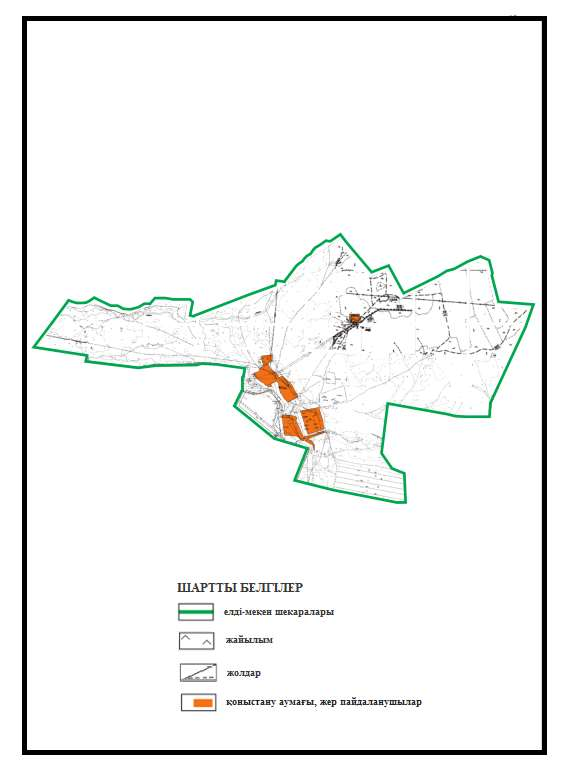 ШАРТТЫ БЕЛГІЛЕР
елді-мекен шекаралары
жайылым
жолдар
қоныстану аумағы, жер пайдаланушылар